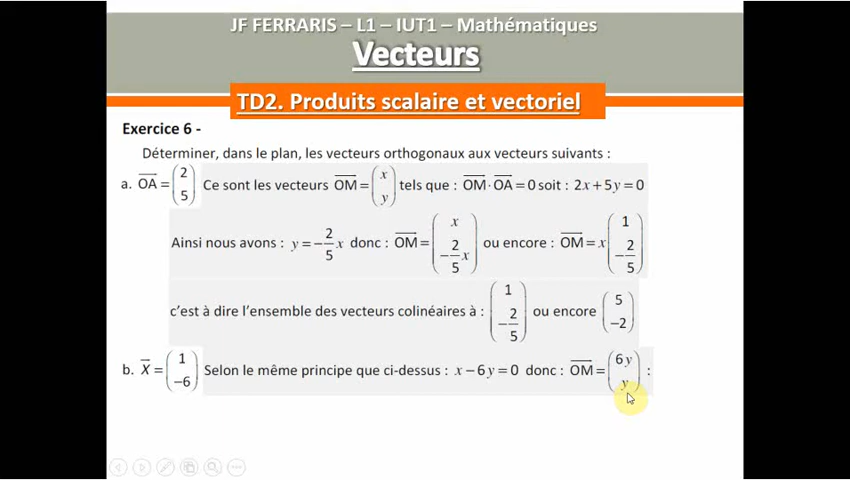 JF FERRARIS – L1 – IUT1 – Mathématiques
Vecteurs
TD2. Produits scalaire et vectoriel
Exercice 6 -
Déterminer, dans le plan, les vecteurs orthogonaux aux vecteurs suivants :
a. OA⃗ = (2 5) Ce sont les vecteurs OM⃗ = (x y) tels que : OM⃗ · OA⃗ = 0 soit : 2x + 5y = 0
Ainsi nous avons : y = −2/5 x donc : OM⃗ = (x −2/5 x) ou encore : OM⃗ = x (1 −2/5)
c'est à dire l'ensemble des vecteurs colinéaires à : (1 −2/5) ou encore (5 −2)
b. X⃗ = (1 −6) Selon le même principe que ci-dessus : x − 6y = 0 donc : OM⃗ = (6y y) :